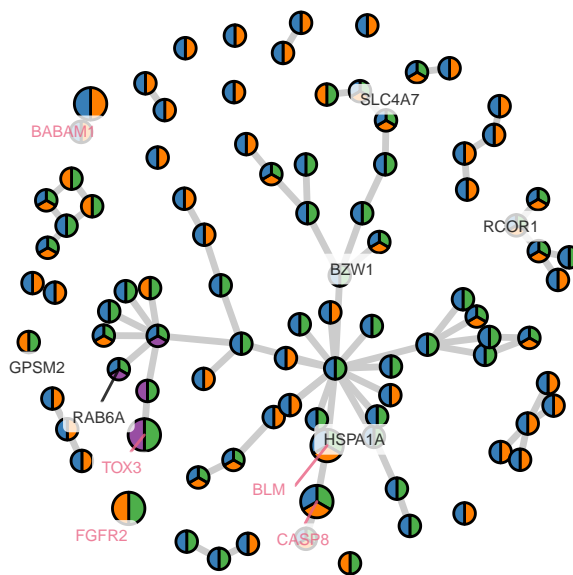 SLC4A7
BABAM1
RCOR1
BZW1
GPSM2
RAB6A
HSPA1A
TOX3
BLM
FGFR2
CASP8